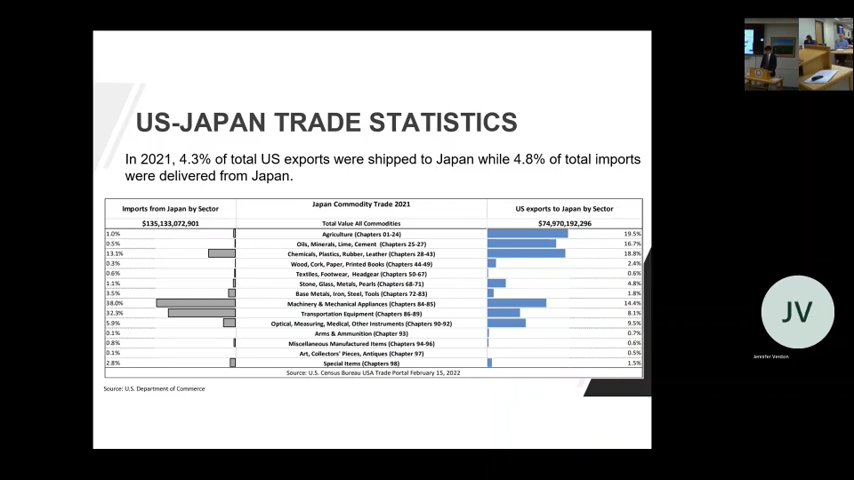 US-JAPAN TRADE STATISTICS
In 2021, 4.3% of total US exports were shipped to Japan while 4.8% of total imports
were delivered from Japan.
Imports from Japan by Sector Japan Commodity Trade 2021 US exports to Japan by Sector
$135,133,072,901 Total Value All Commodities $74,970,192,296
1.0% Agriculture (Chapters 01-24) 19.5%
0.5% Oils, Minerals, Lime, Cement (Chapters 25-27) 16.7%
13.1% Chemicals, Plastics, Rubber, Leather (Chapters 28-43) 18.8%
0.3% Wood, Cork, Paper, Printed Books (Chapters 44-49) 2.4%
0.6% Textiles, Footwear, Headgear (Chapters 50-67) 0.6%
1.1% Stone, Glass, Metals, Pearls (Chapters 68-71) 4.8%
3.5% Base Metals, Iron, Steel, Tools (Chapters 72-83) 1.8%
38.0% Machinery & Mechanical Appliances (Chapters 84-85) 14.4%
32.3% Transportation Equipment (Chapters 86-89) 8.1%
5.9% Optical, Measuring, Medical, Other Instruments (Chapters 90-92) 9.5%
0.1% Arms & Ammunition (Chapter 93) 0.7%
0.8% Miscellaneous Manufactured Items (Chapters 94-96) 0.6%
0.1% Art, Collectors' Pieces, Antiques (Chapter 97) 0.5%
2.8% Special Items (Chapters 98) 1.5%
Source: U.S. Census Bureau USA Trade Portal February 15, 2022
Source: U.S. Department of Commerce
JV
Jennifer Verdon